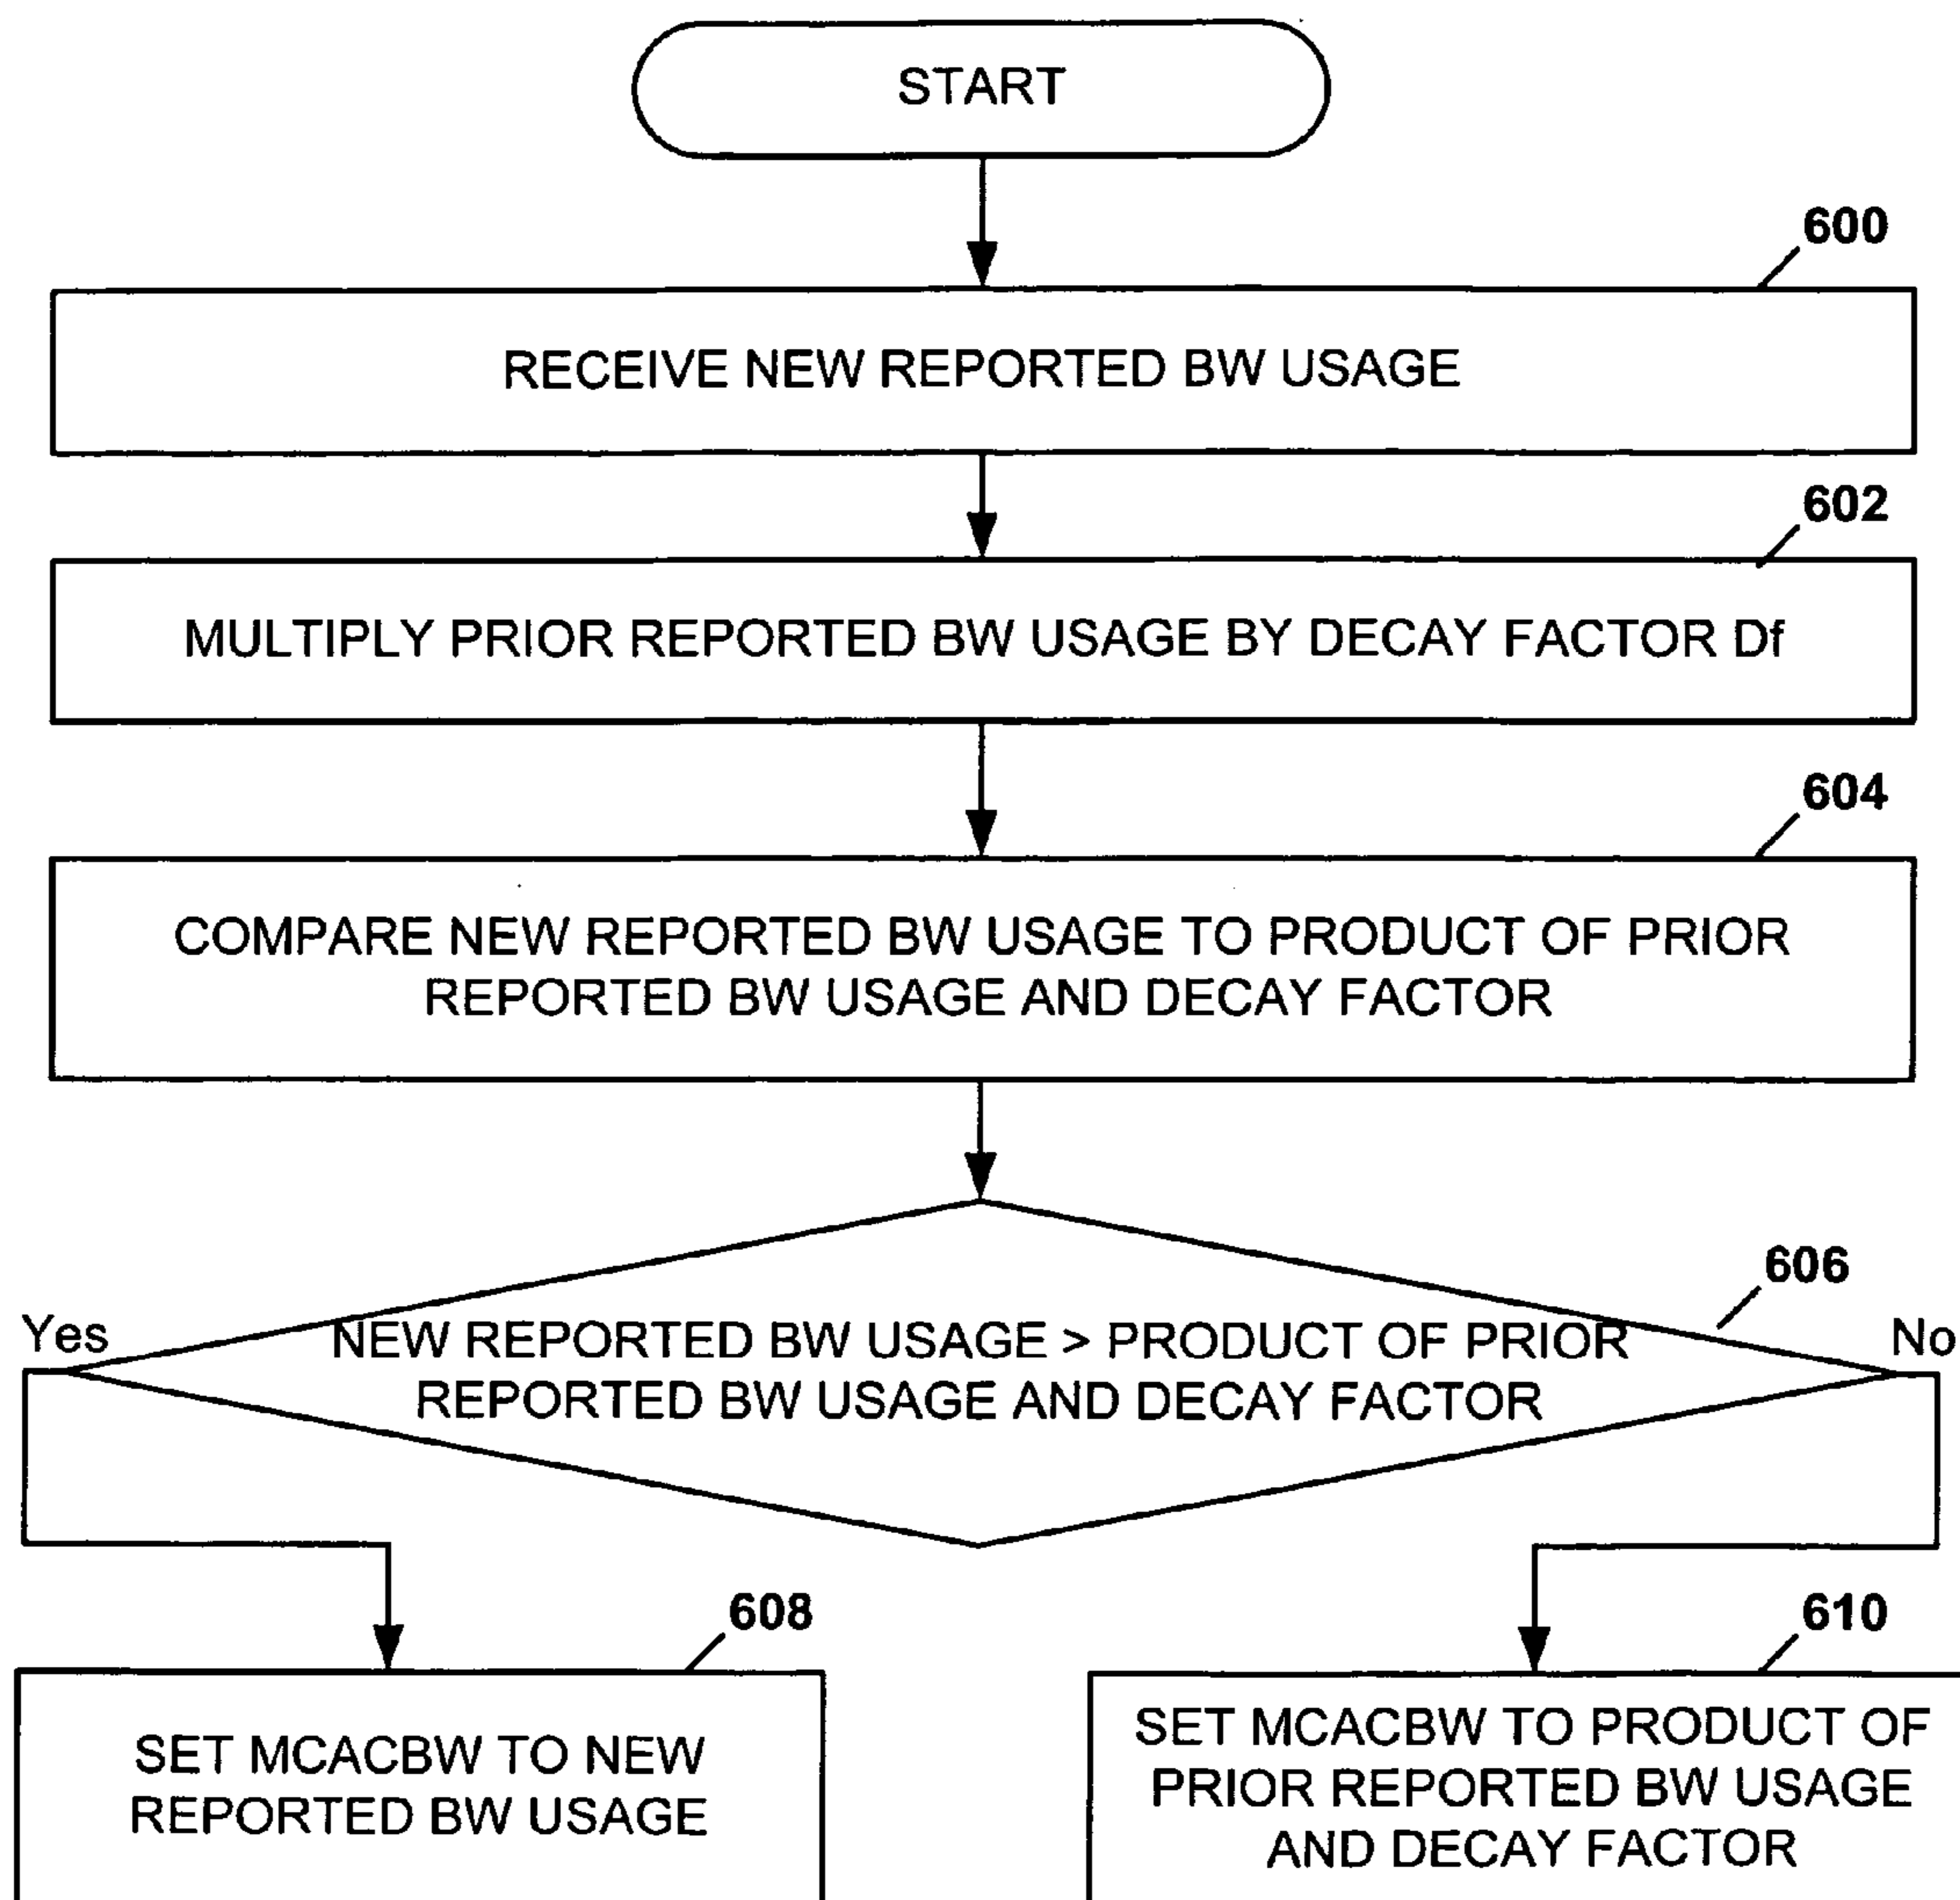 START
600
RECEIVE NEW REPORTED BW USAGE
602
MULTIPLY PRIOR REPORTED BW USAGE BY DECAY FACTOR Df
604
COMPARE NEW REPORTED BW USAGE TO PRODUCT OF PRIOR
REPORTED BW USAGE AND DECAY FACTOR
606
Yes
NEW REPORTED BW USAGE > PRODUCT OF PRIOR
No
REPORTED BW USAGE AND DECAY FACTOR
608
610
SET MCACBW TO NEW
REPORTED BW USAGE
SET MCACBW TO PRODUCT OF
PRIOR REPORTED BW USAGE
AND DECAY FACTOR